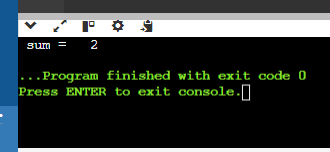 sum =   2
...Program finished with exit code 0
Press ENTER to exit console.